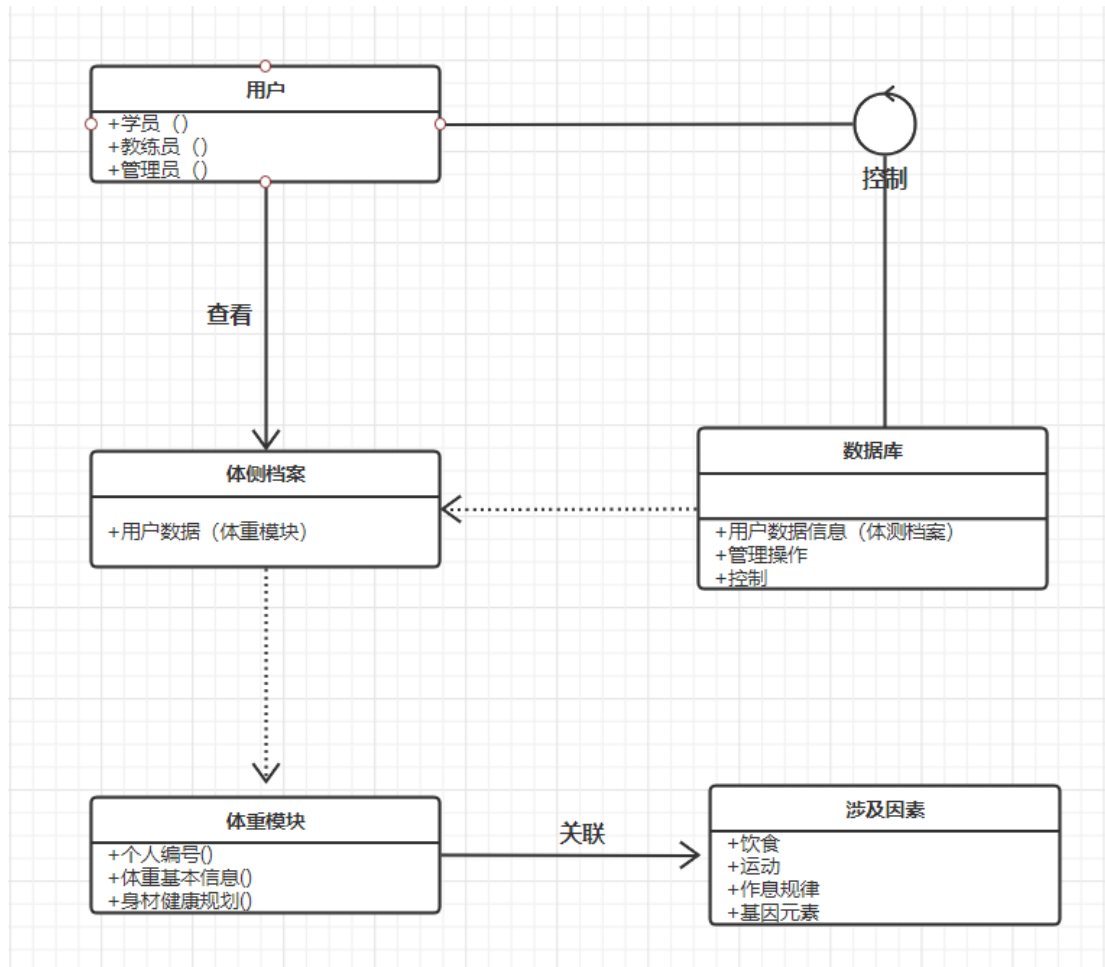 用户
+学员（）
+教练员（）
+管理员（）
控制
查看
体侧档案
+用户数据（体重模块）
数据库
+用户数据信息（体测档案）
+管理操作
+控制
体重模块
+个人编号()
+体重基本信息()
+身材健康规划()
关联
涉及因素
+饮食
+运动
+作息规律
+基因元素